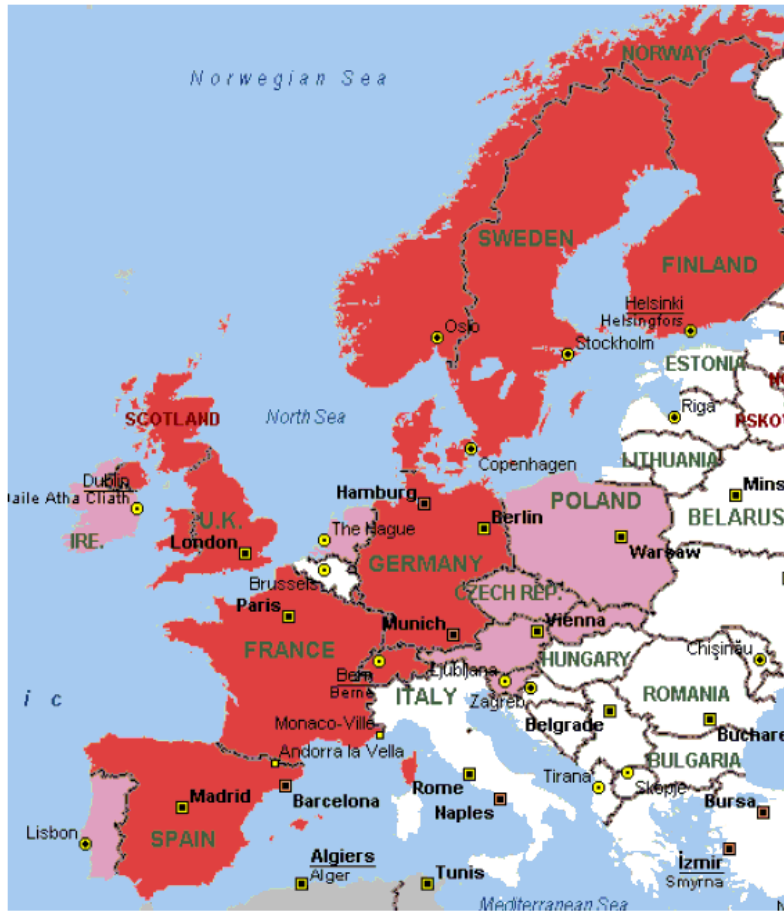 NORWAY
Norwegian Sea
SWEDEN
FINLAND
Helsinki
Helsingfors
Oslo
Stockholm
ESTONIA
North Sea
SCOTLAND
Riga
PSKOV
LITHUANIA
Copenhagen
Dublin
Mins
Hamburg
POLAND
aile Atha Cliath
BELARUS
U.K.
Berlin
The Hague
IRE.
London
Warsaw
GERMANY
Brussels
CZECH REP.
Paris
Munich
Vienna
FRANCE
Chişinău
HUNGARY
Ljubljana
Bern
Berne
ITALY
Zagreb
ROMANIA
i c
Monaco-Ville
Belgrade
Buchare
Andorra la Vella
BULGARIA
Tirana
Skopje
Rome
Madrid
Barcelona
Naples
Bursa
Lisbon
SPAIN
Algiers
Alger
Tunis
İzmir
Smyrna
Mediterranean Sea